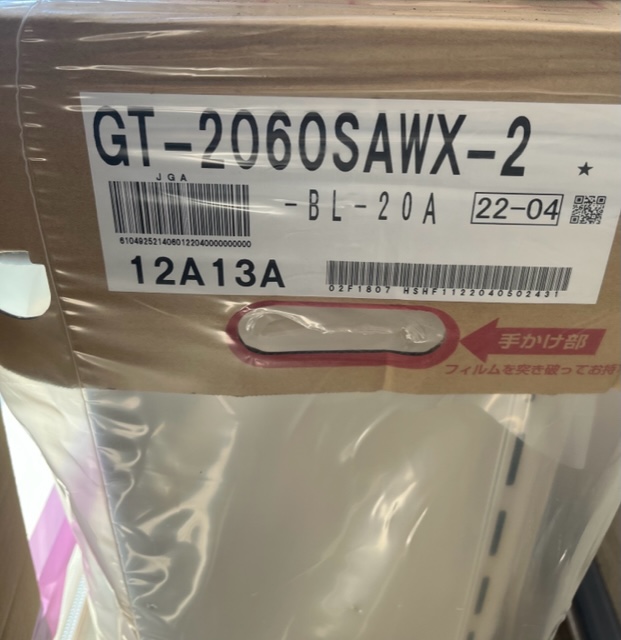 GT-2060SAWX-2 ★
JGA
-BL-20A 22-04
61049252140601220400000000000
12A13A
02F1807 HSHF1122040502431
手かけ部
フィルムを突き破ってお持